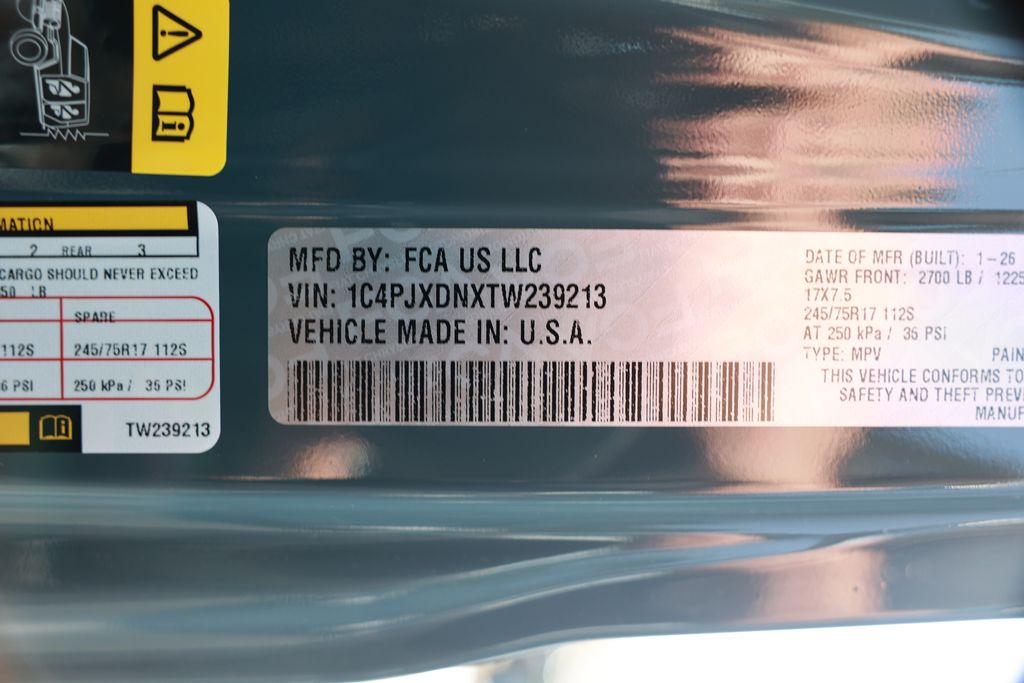 MATION
2 REAR 3
CARGO SHOULD NEVER EXCEED
50 LB
SPARE
112S 245/75R17 112S
6 PSI 250 kPa / 36 PSI
TW239213
MFD BY: FCA US LLC
VIN: 1C4PJXDNXTW239213
VEHICLE MADE IN: U.S.A.
DATE OF MFR (BUILT): 1-26
GAWR FRONT: 2700 LB / 1225
17X7.5
245/75R17 112S
AT 250 kPa / 36 PSI
TYPE: MPV PAIN
THIS VEHICLE CONFORMS TO
SAFETY AND THEFT PREV
MANUF